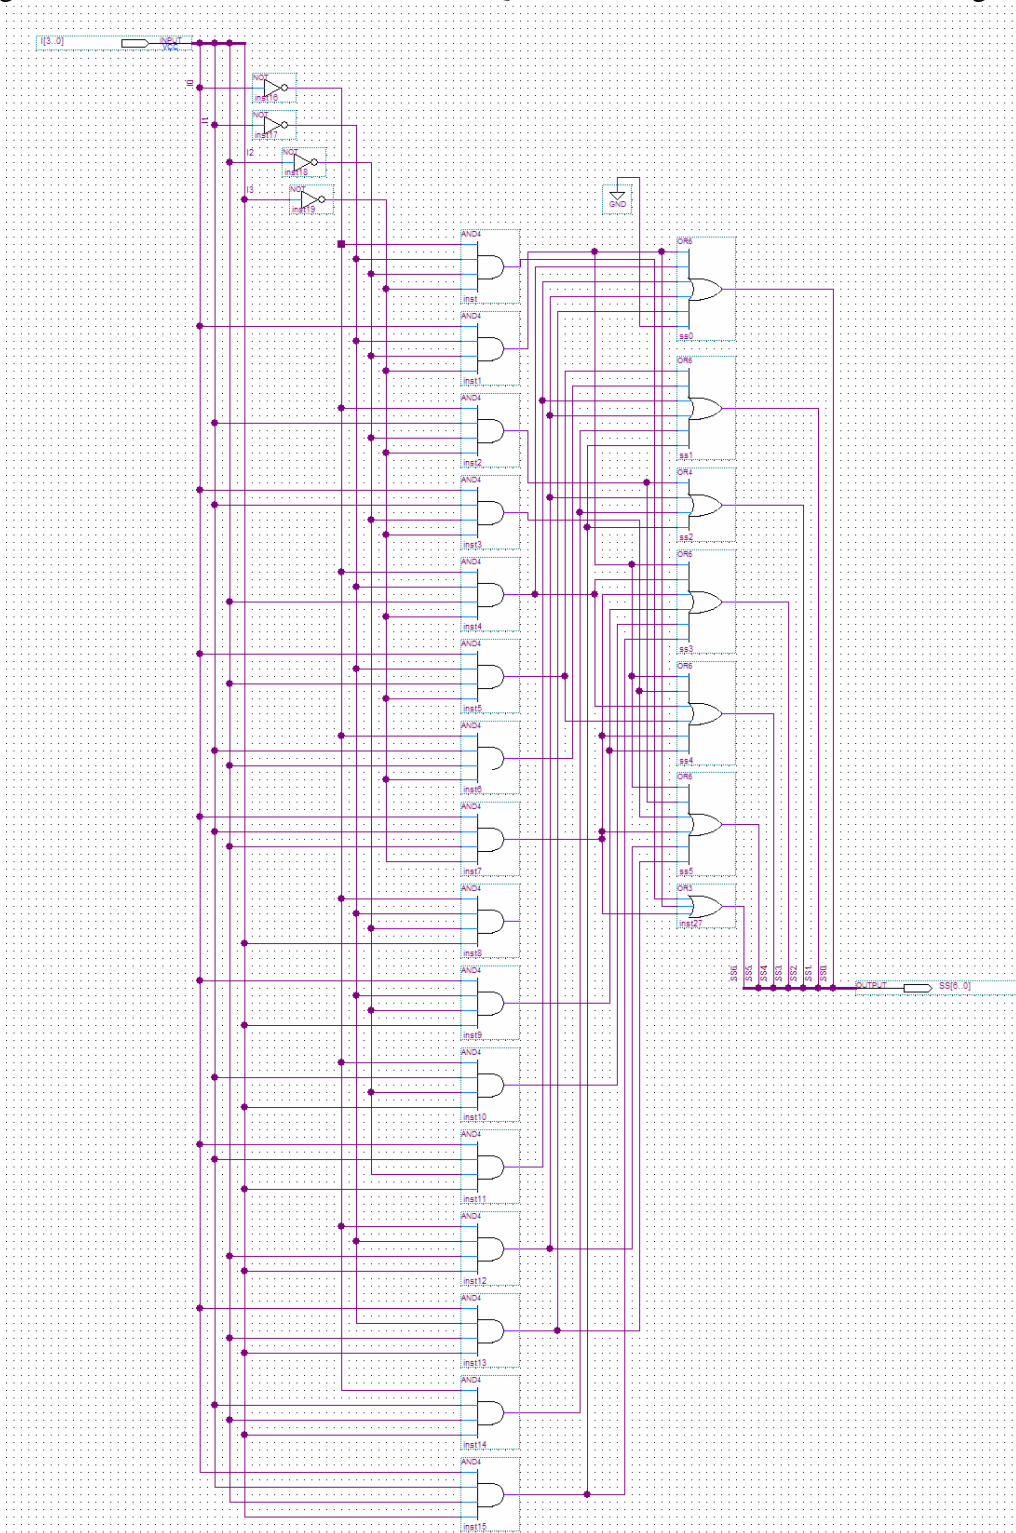 I[3..0]
INPUT
VCC
I0
NOT
inst16
I1
NOT
inst17
I2
NOT
inst18
I3
NOT
inst19
GND
AND4
inst
AND4
inst1
AND4
inst2
AND4
inst3
AND4
inst4
AND4
inst5
AND4
inst6
AND4
inst7
AND4
inst8
AND4
inst9
AND4
inst10
AND4
inst11
AND4
inst12
AND4
inst13
AND4
inst14
AND4
inst15
OR6
ss0
OR6
ss1
OR4
ss2
OR6
ss3
OR6
ss4
OR6
ss5
OR3
inst27
SS6
SS5
SS4
SS3
SS2
SS1
SS0
OUTPUT
SS[6..0]